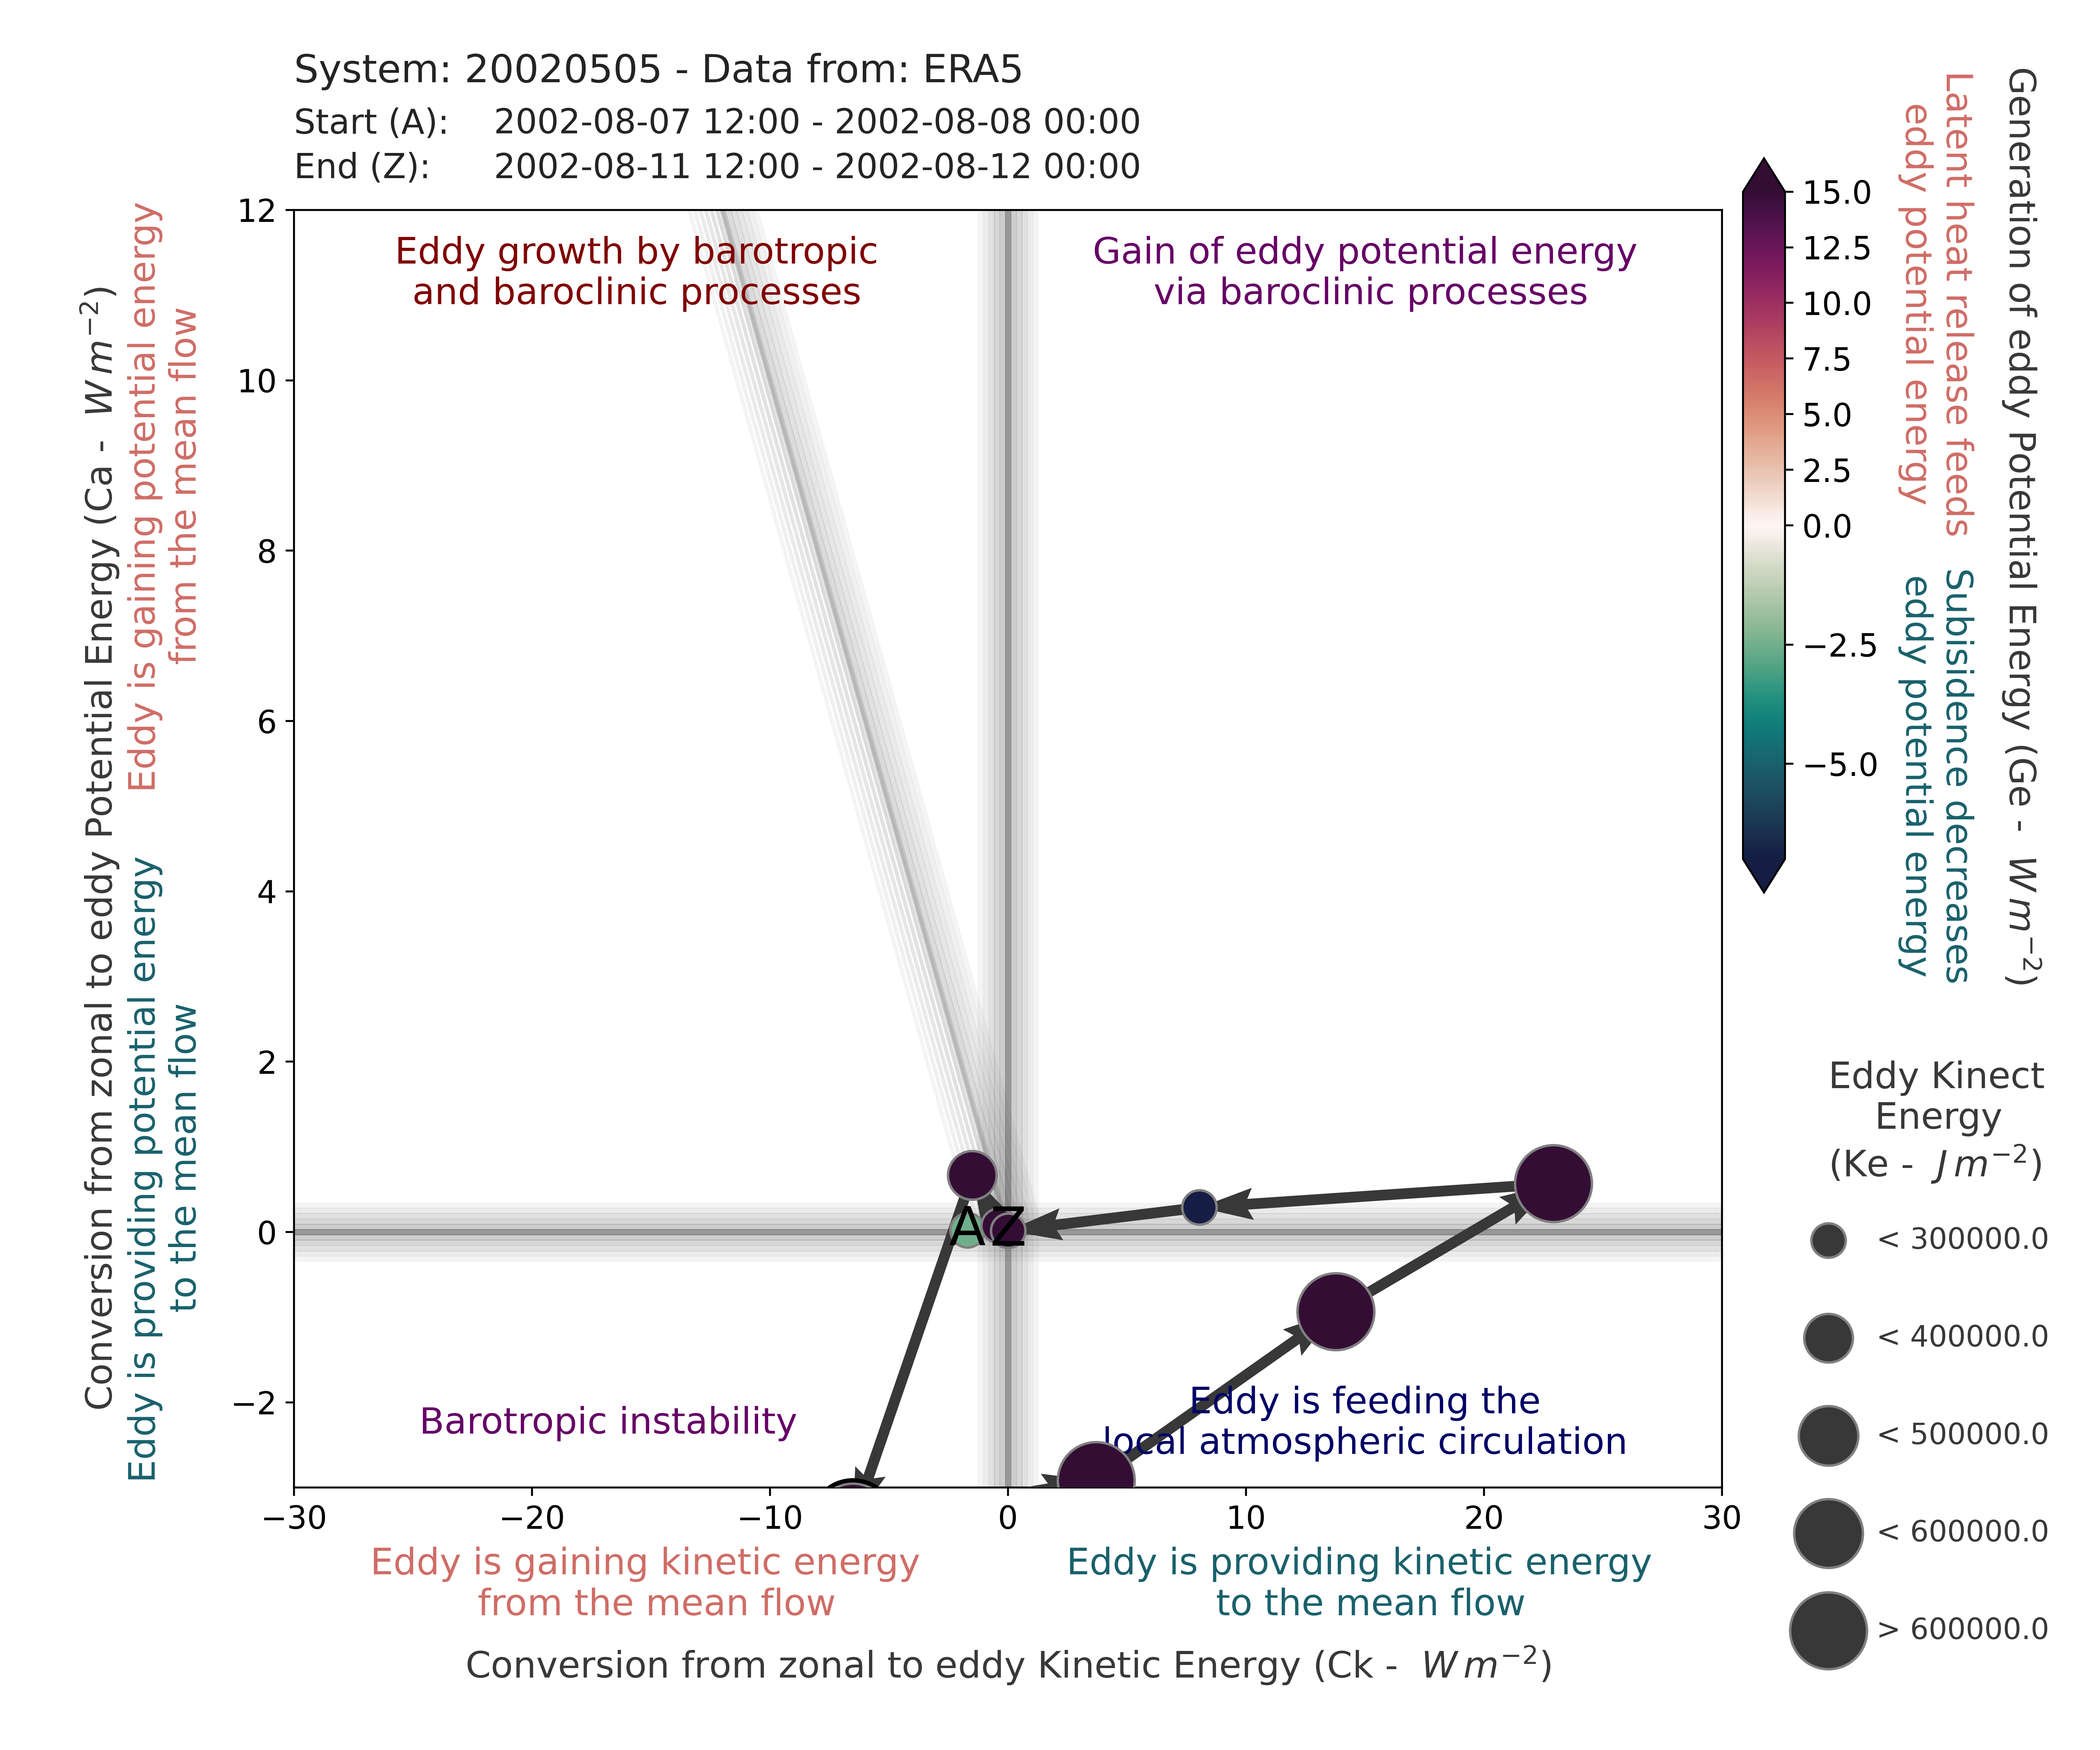 System: 20020505 - Data from: ERA5
Start (A): 2002-08-07 12:00 - 2002-08-08 00:00
End (Z): 2002-08-11 12:00 - 2002-08-12 00:00
Conversion from zonal to eddy Potential Energy (Ca - W m⁻²)
Eddy is gaining potential energy
from the mean flow
Eddy is providing potential energy
to the mean flow
12
10
8
6
4
2
0
−2
Eddy growth by barotropic
and baroclinic processes
Gain of eddy potential energy
via baroclinic processes
A Z
Barotropic instability
Eddy is feeding the
local atmospheric circulation
−30 −20 −10 0 10 20 30
Eddy is gaining kinetic energy
from the mean flow
Eddy is providing kinetic energy
to the mean flow
Conversion from zonal to eddy Kinetic Energy (Ck - W m⁻²)
15.0
12.5
10.0
7.5
5.0
2.5
0.0
−2.5
−5.0
Latent heat release feeds
eddy potential energy
Subisidence decreases
eddy potential energy
Generation of eddy Potential Energy (Ge - W m⁻²)
Eddy Kinect
Energy
(Ke - J m⁻²)
< 300000.0
< 400000.0
< 500000.0
< 600000.0
> 600000.0